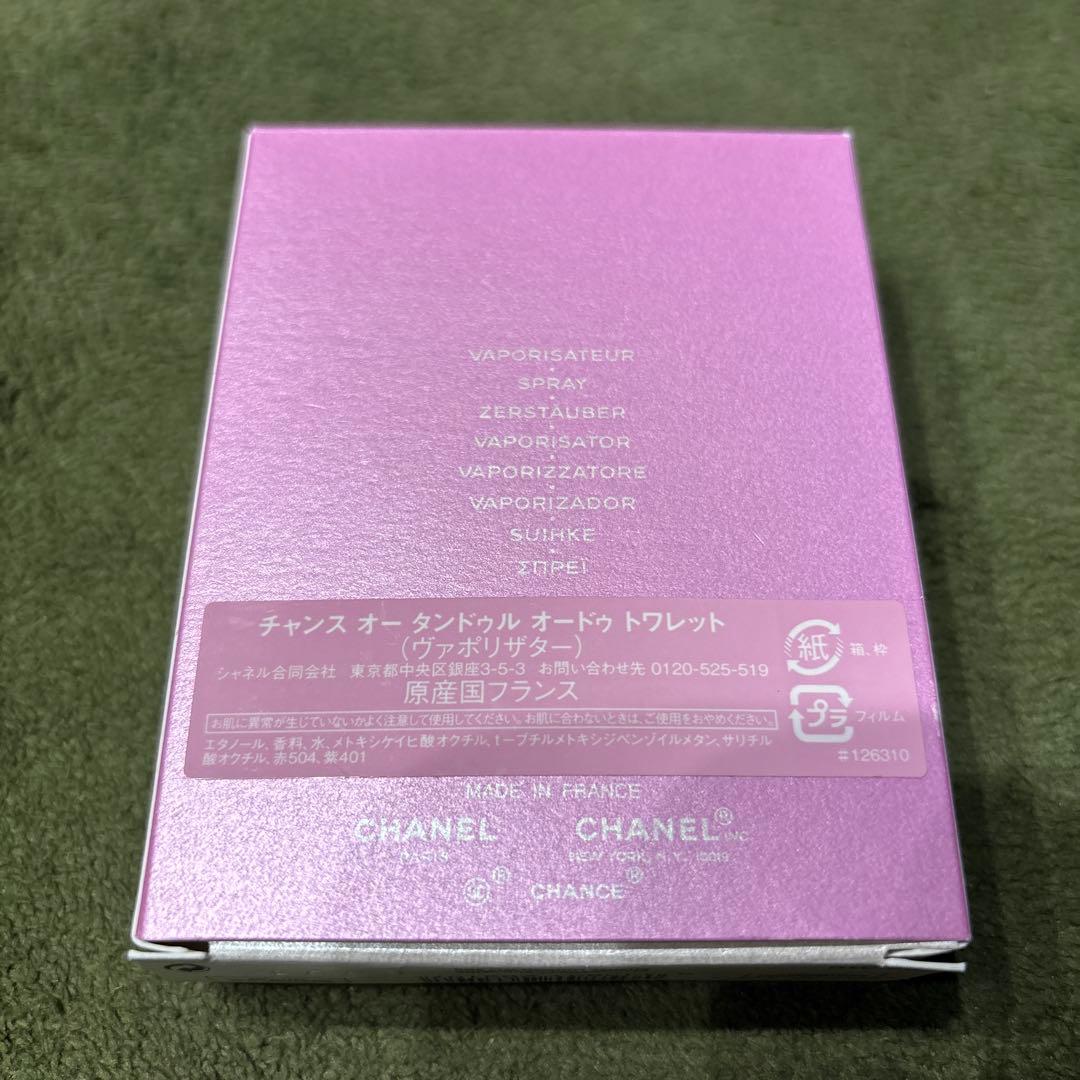 VAPORISATEUR
SPRAY
ZERSTÄUBER
VAPORISATOR
VAPORIZZATORE
VAPORIZADOR
SUIHKE
ΣΠΡΕΪ
チャンス オー タンドゥル オードゥ トワレット
(ヴァポリザター)
シャネル合同会社 東京都中央区銀座3-5-3 お問い合わせ先 0120-525-519
原産国フランス
お肌に異常が生じていないかよく注意して使用してください。お肌に合わないときは、ご使用をおやめください。
エタノール、香料、水、メトキシケイヒ酸オクチル、t-ブチルメトキシジベンゾイルメタン、サリチル
酸オクチル、赤504、紫401
紙 箱、枠
プラ フィルム
#126310
MADE IN FRANCE
CHANEL CHANEL® INC
PARIS NEW YORK, N.Y. 10019
® CHANCE®